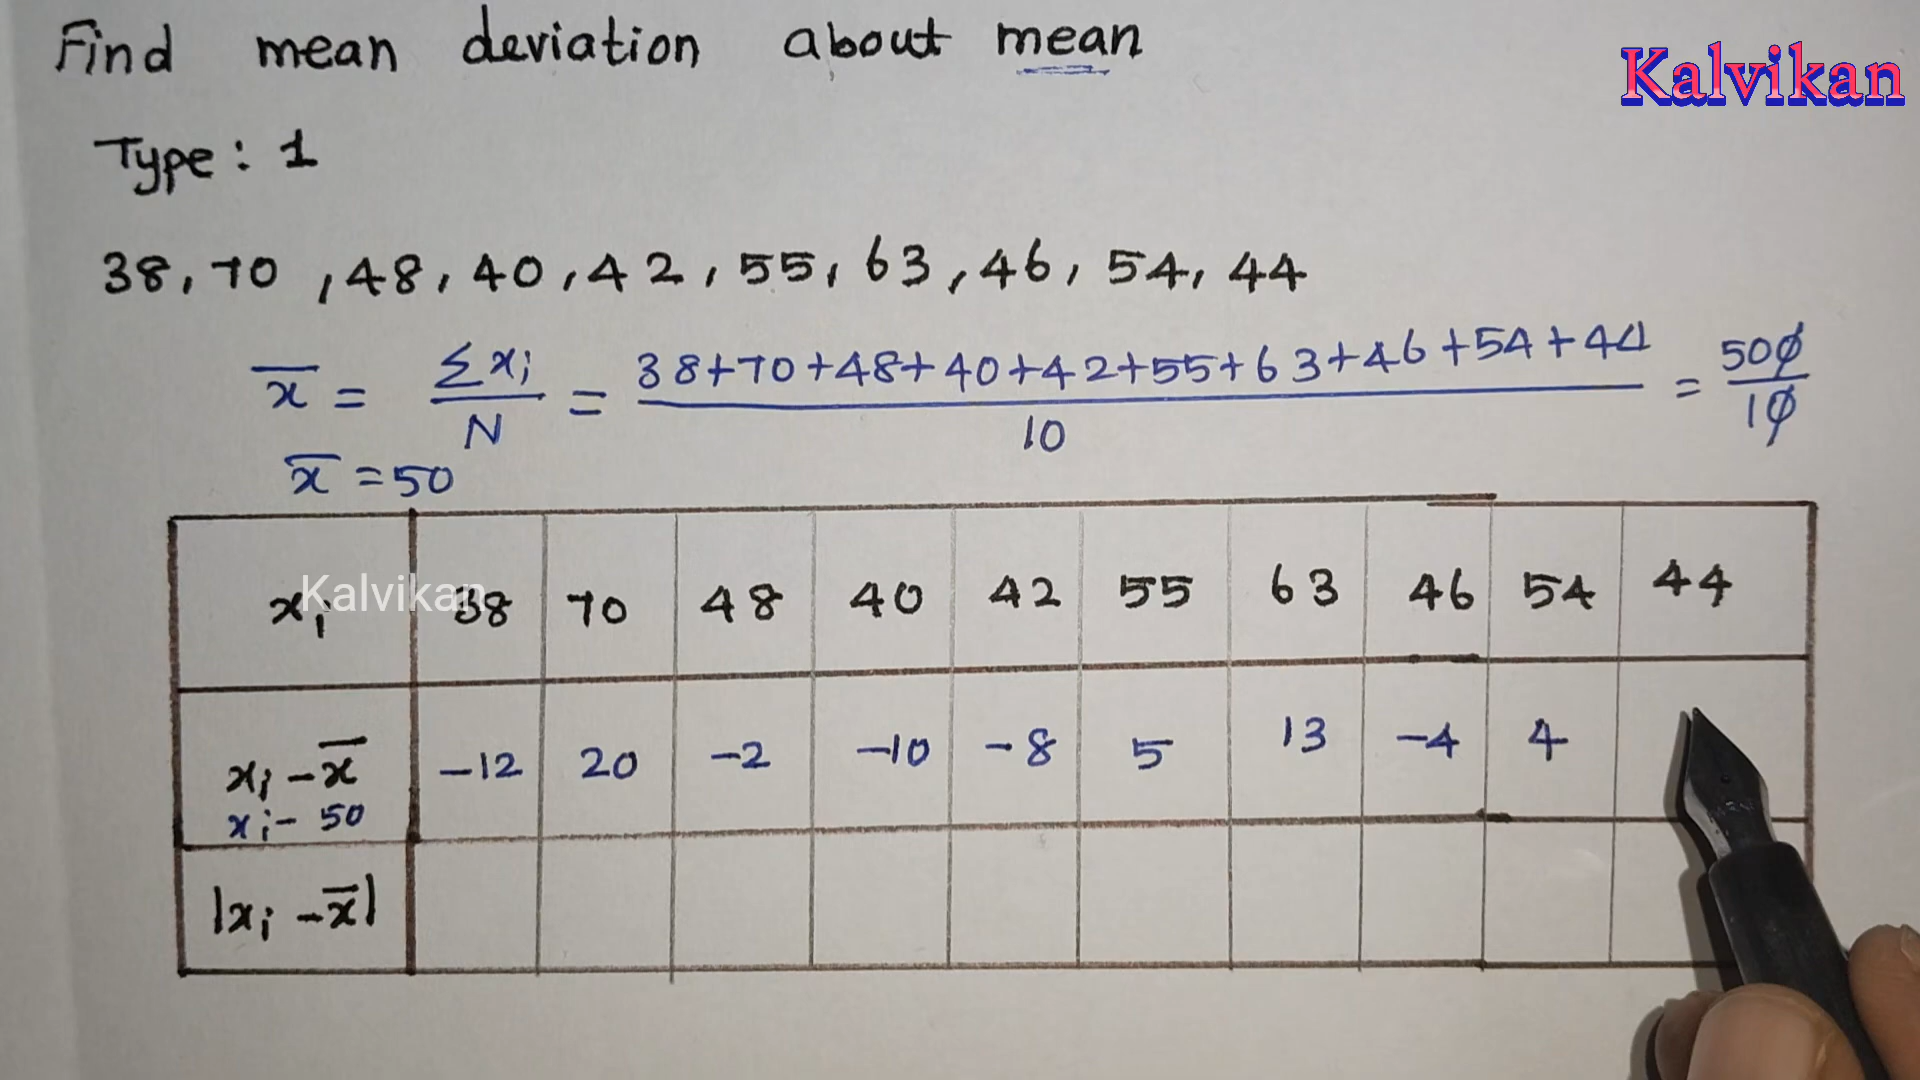 Find mean deviation about mean
Kalvikan
Type: 1
38, 70, 48, 40, 42, 55, 63, 46, 54, 44
x̄ = Σxi/N = 38+70+48+40+42+55+63+46+54+44/10 = 500/10
x̄ = 50
xi 38 70 48 40 42 55 63 46 54 44
Kalvikan
xi - x̄ -12 20 -2 -10 -8 5 13 -4 4
xi - 50
|xi - x̄|